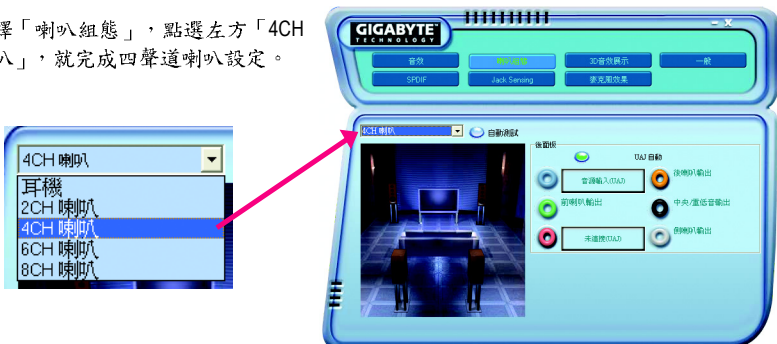 擇「喇叭組態」，點選左方「4CH
八」，就完成四聲道喇叭設定。
4CH 喇叭
耳機
2CH 喇叭
4CH 喇叭
6CH 喇叭
8CH 喇叭
GIGABYTE
TECHNOLOGY
音效
喇叭組態
3D音效展示
一般
SPDIF
Jack Sensing
麥克風效果
4CH 喇叭
自動測試
後面板
UAJ 自動
音源輸入(UAJ)
後喇叭輸出
前喇叭輸出
中央/重低音輸出
未連接(UAJ)
側喇叭輸出